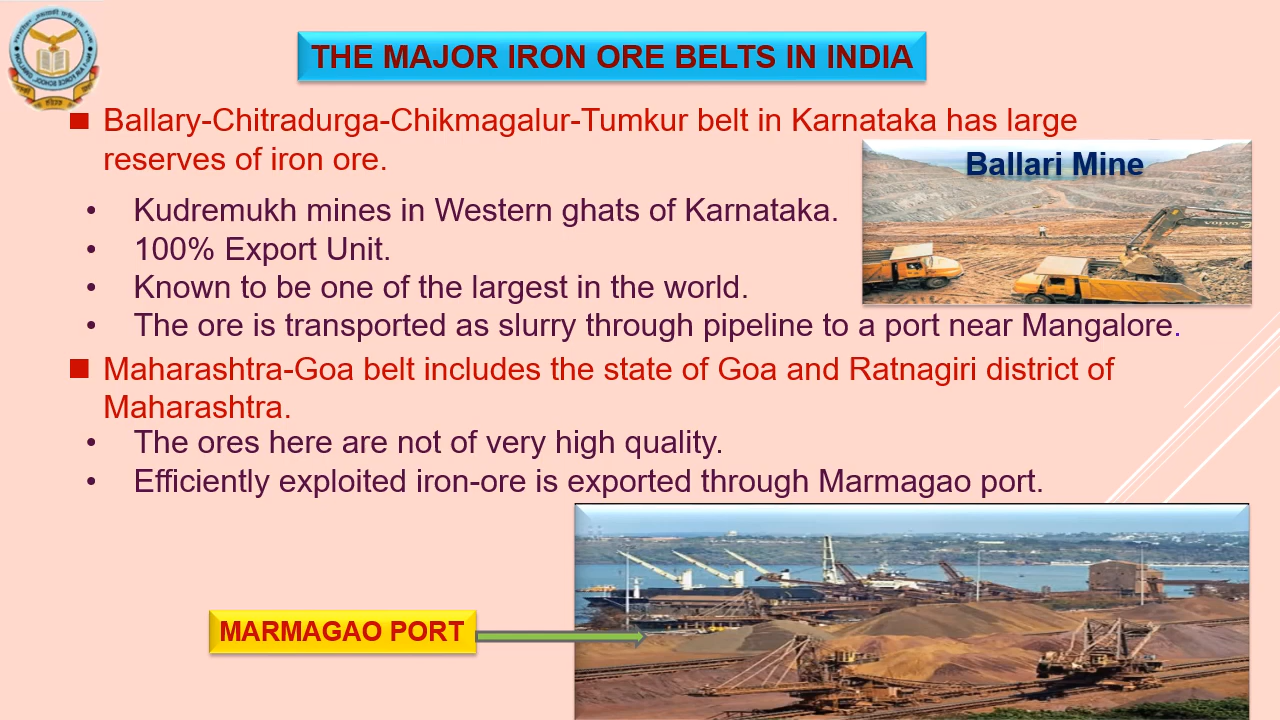 THE MAJOR IRON ORE BELTS IN INDIA
■ Ballary-Chitradurga-Chikmagalur-Tumkur belt in Karnataka has large
reserves of iron ore.
Ballari Mine
• Kudremukh mines in Western ghats of Karnataka.
• 100% Export Unit.
• Known to be one of the largest in the world.
• The ore is transported as slurry through pipeline to a port near Mangalore.
VOLVO
■ Maharashtra-Goa belt includes the state of Goa and Ratnagiri district of
Maharashtra.
• The ores here are not of very high quality.
• Efficiently exploited iron-ore is exported through Marmagao port.
MARMAGAO PORT